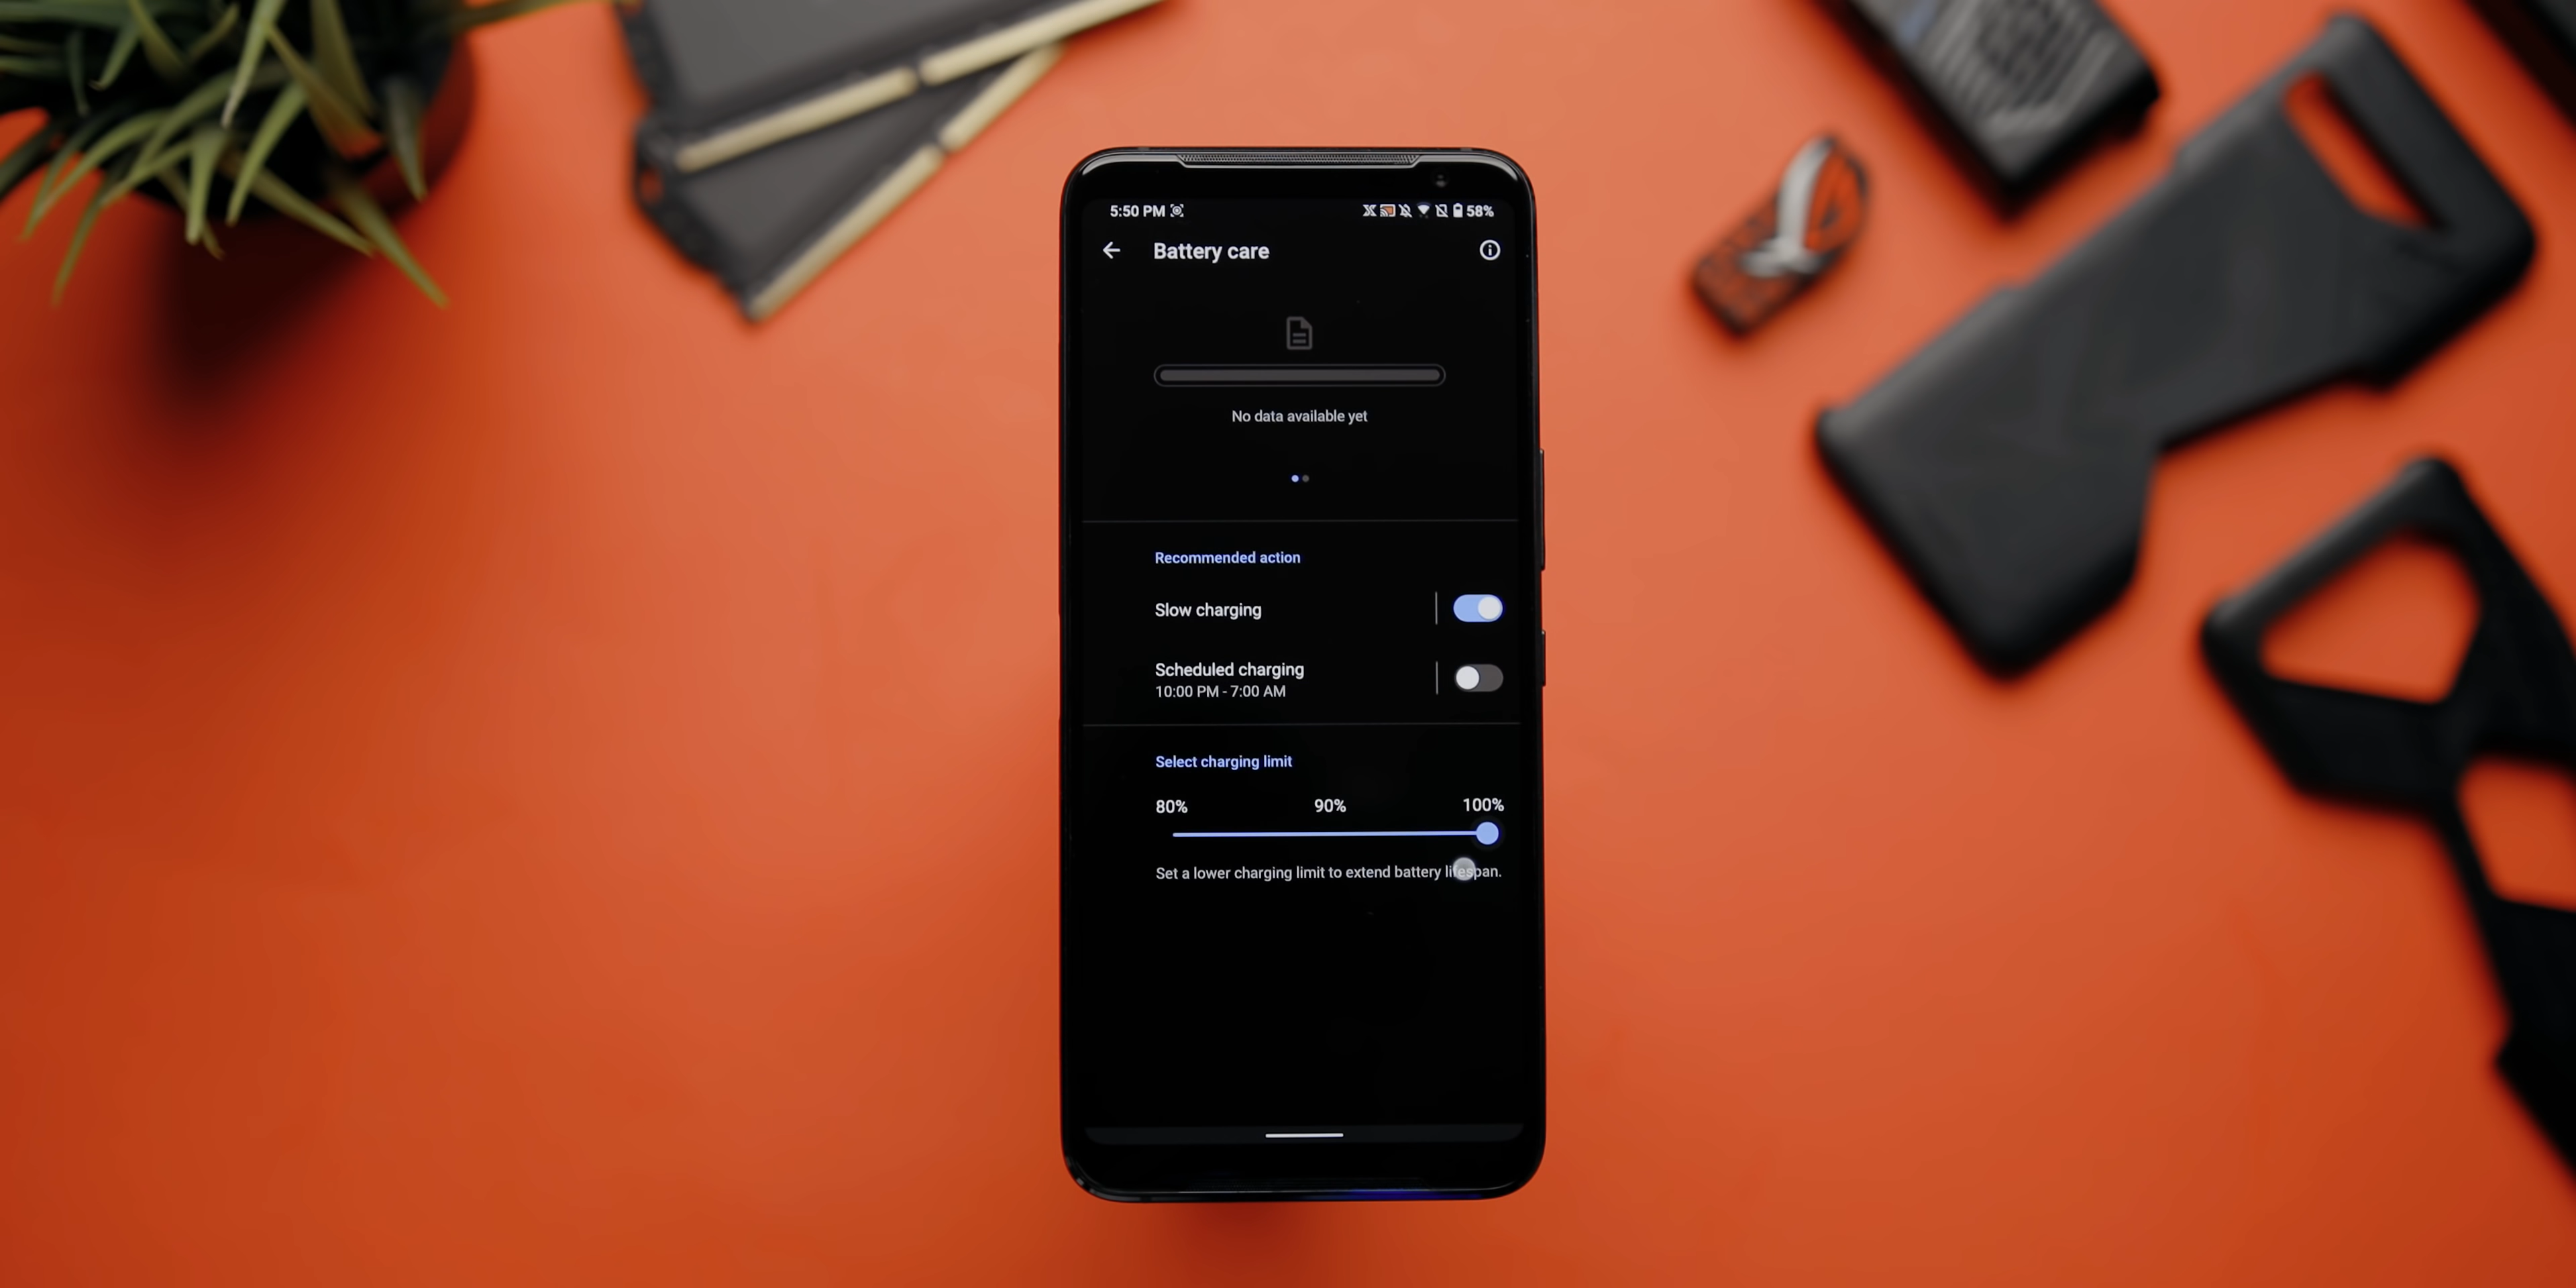 5:50 PM 58%
Battery care
No data available yet
Recommended action
Slow charging
Scheduled charging
10:00 PM - 7:00 AM
Select charging limit
80% 90% 100%
Set a lower charging limit to extend battery lifespan.